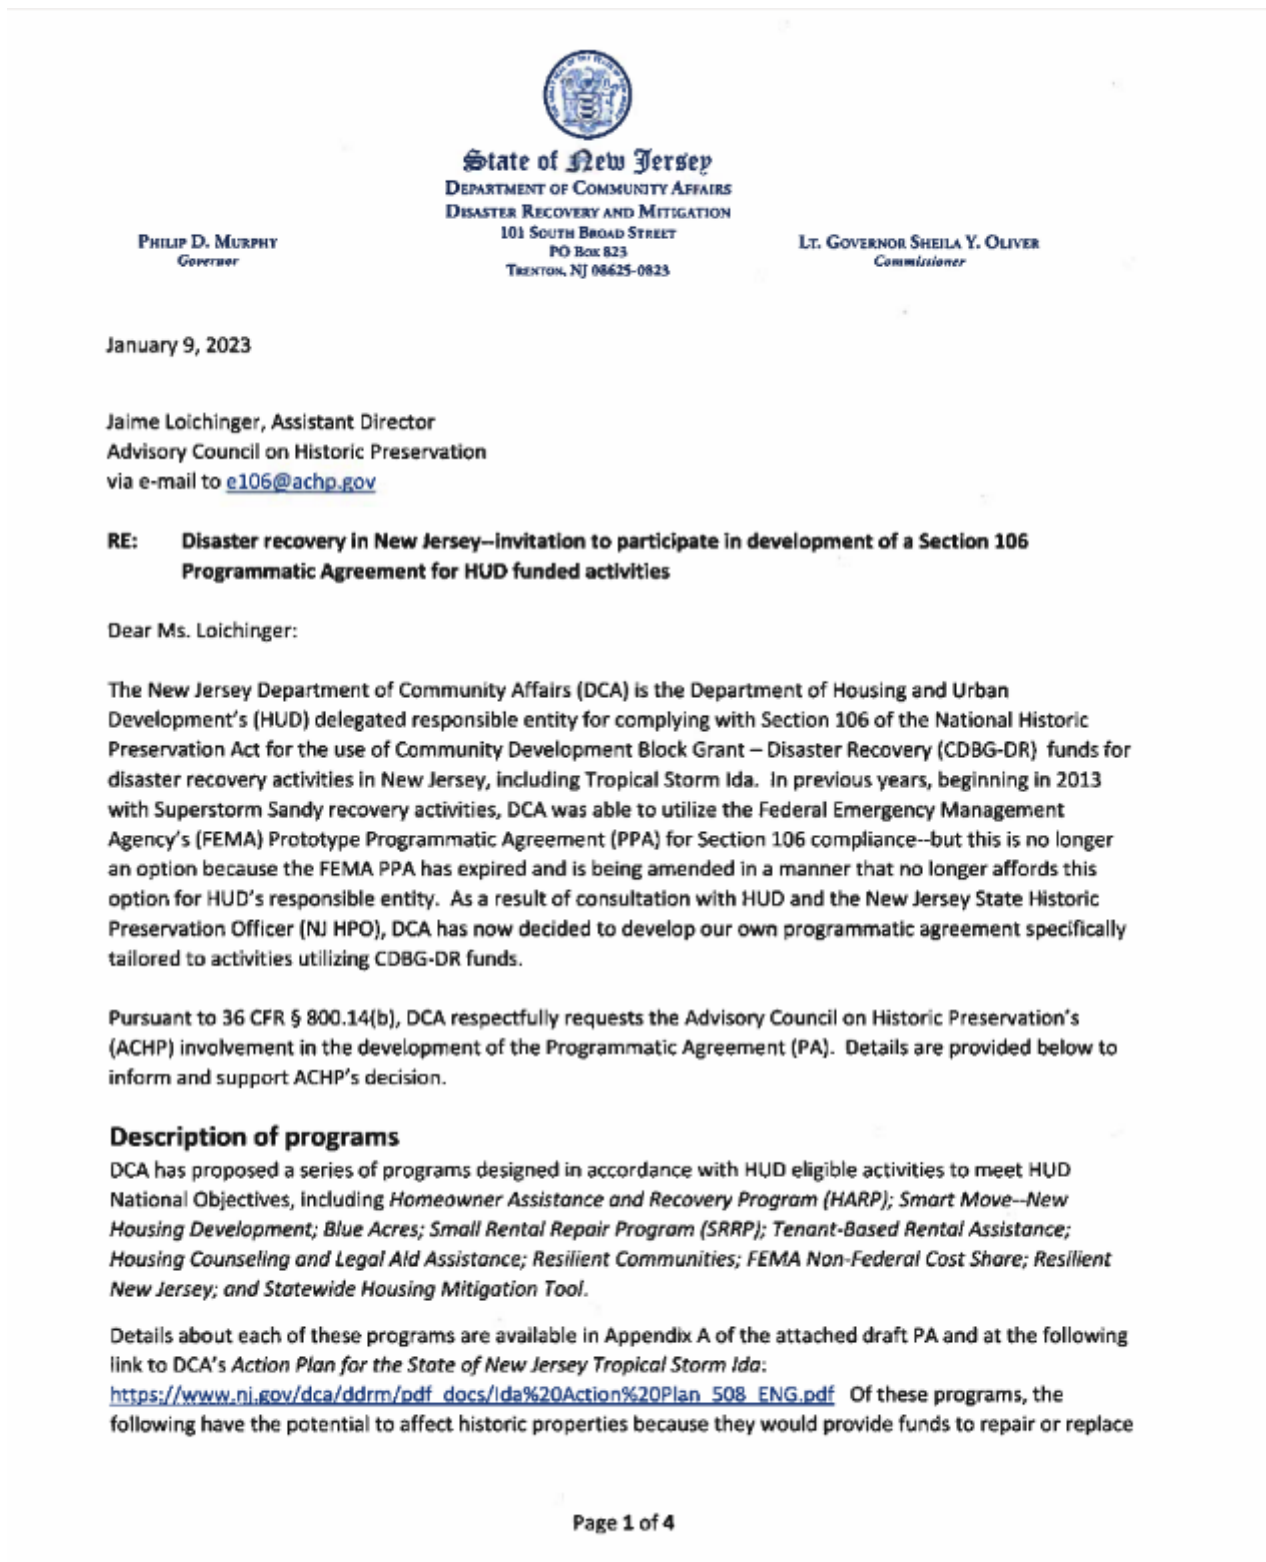 State of New Jersey
DEPARTMENT OF COMMUNITY AFFAIRS
DISASTER RECOVERY AND MITIGATION
101 SOUTH BROAD STREET
PO BOX 823
TRENTON, NJ 08625-0823
PHILIP D. MURPHY
Governor
LT. GOVERNOR SHEILA Y. OLIVER
Commissioner
January 9, 2023
Jaime Loichinger, Assistant Director
Advisory Council on Historic Preservation
via e-mail to e106@achp.gov
RE: Disaster recovery in New Jersey--invitation to participate in development of a Section 106
Programmatic Agreement for HUD funded activities
Dear Ms. Loichinger:
The New Jersey Department of Community Affairs (DCA) is the Department of Housing and Urban
Development's (HUD) delegated responsible entity for complying with Section 106 of the National Historic
Preservation Act for the use of Community Development Block Grant – Disaster Recovery (CDBG-DR) funds for
disaster recovery activities in New Jersey, including Tropical Storm Ida. In previous years, beginning in 2013
with Superstorm Sandy recovery activities, DCA was able to utilize the Federal Emergency Management
Agency's (FEMA) Prototype Programmatic Agreement (PPA) for Section 106 compliance--but this is no longer
an option because the FEMA PPA has expired and is being amended in a manner that no longer affords this
option for HUD's responsible entity. As a result of consultation with HUD and the New Jersey State Historic
Preservation Officer (NJ HPO), DCA has now decided to develop our own programmatic agreement specifically
tailored to activities utilizing CDBG-DR funds.
Pursuant to 36 CFR § 800.14(b), DCA respectfully requests the Advisory Council on Historic Preservation's
(ACHP) involvement in the development of the Programmatic Agreement (PA). Details are provided below to
inform and support ACHP's decision.
Description of programs
DCA has proposed a series of programs designed in accordance with HUD eligible activities to meet HUD
National Objectives, including Homeowner Assistance and Recovery Program (HARP); Smart Move--New
Housing Development; Blue Acres; Small Rental Repair Program (SRRP); Tenant-Based Rental Assistance;
Housing Counseling and Legal Aid Assistance; Resilient Communities; FEMA Non-Federal Cost Share; Resilient
New Jersey; and Statewide Housing Mitigation Tool.
Details about each of these programs are available in Appendix A of the attached draft PA and at the following
link to DCA's Action Plan for the State of New Jersey Tropical Storm Ida:
https://www.nj.gov/dca/ddrm/pdf_docs/Ida%20Action%20Plan_508_ENG.pdf Of these programs, the
following have the potential to affect historic properties because they would provide funds to repair or replace
Page 1 of 4